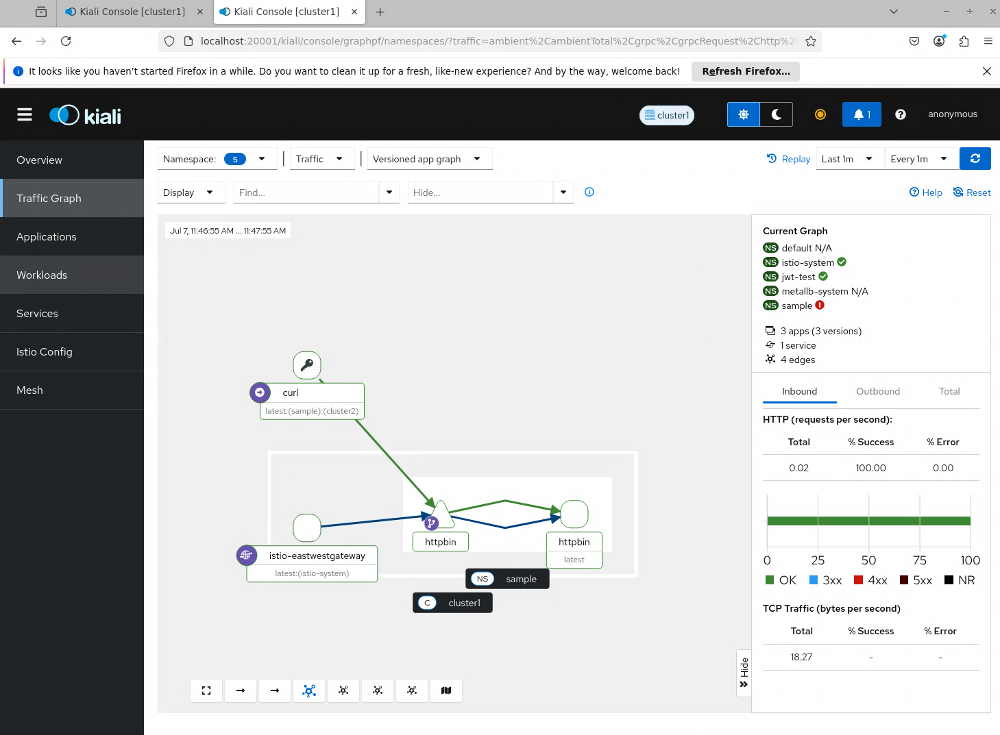 Kiali Console [cluster1]
Kiali Console [cluster1]
localhost:20001/kiali/console/graphpf/namespaces/?traffic=ambient%2CambientTotal%2Cgrpc%2CgrpcRequest%2Chttp%2
It looks like you haven't started Firefox in a while. Do you want to clean it up for a fresh, like-new experience? And by the way, welcome back!
Refresh Firefox...
kiali
cluster1
1
anonymous
Overview
Traffic Graph
Applications
Workloads
Services
Istio Config
Mesh
Namespace: 5
Traffic
Versioned app graph
Replay
Last 1m
Every 1m
Display
Find...
Hide...
Help
Reset
Jul 7, 11:46:55 AM ... 11:47:55 AM
curl
latest:(sample):(cluster2)
istio-eastwestgateway
latest:(istio-system)
httpbin
httpbin
latest
NS sample
C cluster1
Hide
Current Graph
NS default N/A
NS istio-system
NS jwt-test
NS metallb-system N/A
NS sample
3 apps (3 versions)
1 service
4 edges
Inbound Outbound Total
HTTP (requests per second):
Total % Success % Error
0.02 100.00 0.00
0 25 50 75 100
OK 3xx 4xx 5xx NR
TCP Traffic (bytes per second)
Total % Success % Error
18.27 - -